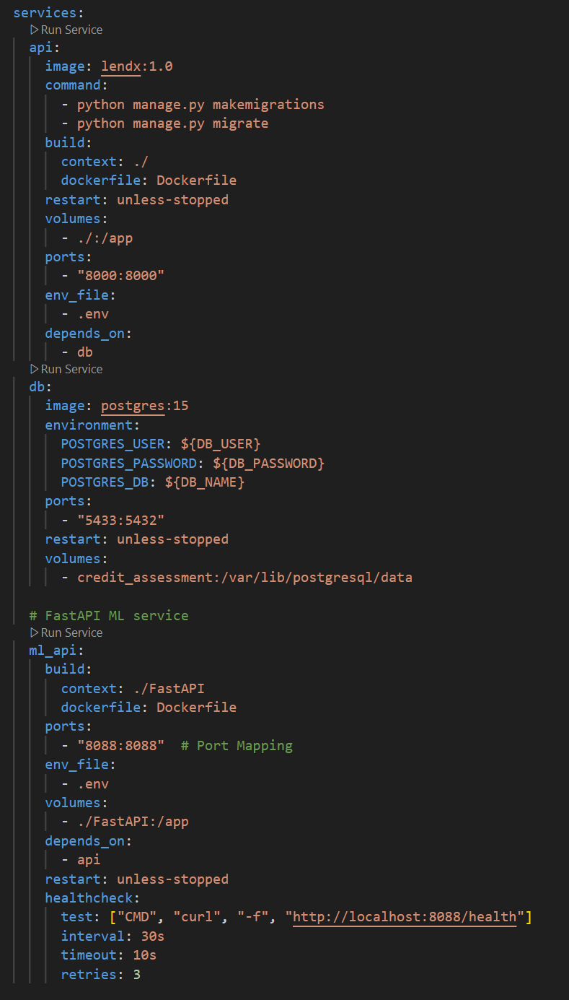 services:
▷Run Service
  api:
    image: lendx:1.0
    command:
      - python manage.py makemigrations
      - python manage.py migrate
    build:
      context: ./
      dockerfile: Dockerfile
    restart: unless-stopped
    volumes:
      - ./:/app
    ports:
      - "8000:8000"
    env_file:
      - .env
    depends_on:
      - db
▷Run Service
  db:
    image: postgres:15
    environment:
      POSTGRES_USER: ${DB_USER}
      POSTGRES_PASSWORD: ${DB_PASSWORD}
      POSTGRES_DB: ${DB_NAME}
    ports:
      - "5433:5432"
    restart: unless-stopped
    volumes:
      - credit_assessment:/var/lib/postgresql/data
  # FastAPI ML service
▷Run Service
  ml_api:
    build:
      context: ./FastAPI
      dockerfile: Dockerfile
    ports:
      - "8088:8088"  # Port Mapping
    env_file:
      - .env
    volumes:
      - ./FastAPI:/app
    depends_on:
      - api
    restart: unless-stopped
    healthcheck:
      test: ["CMD", "curl", "-f", "http://localhost:8088/health"]
      interval: 30s
      timeout: 10s
      retries: 3